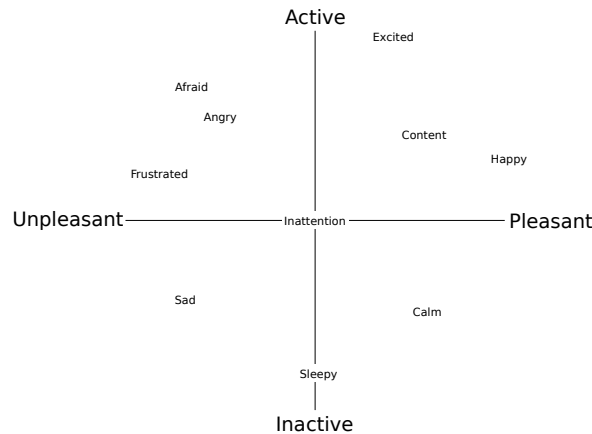 Active
Excited
Afraid
Angry
Content
Happy
Frustrated
Unpleasant
Inattention
Pleasant
Sad
Calm
Sleepy
Inactive